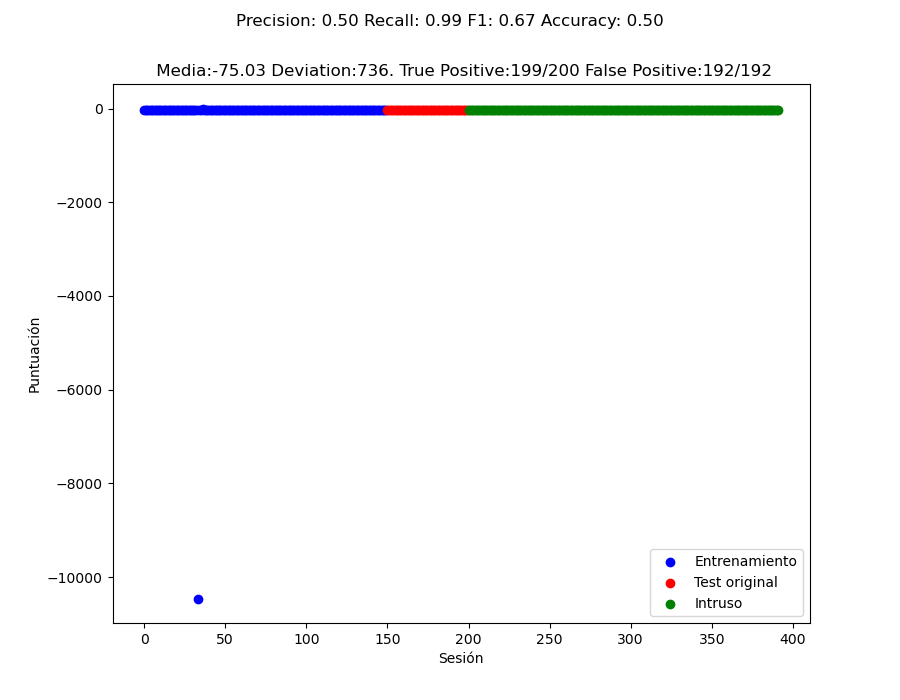 Precision: 0.50 Recall: 0.99 F1: 0.67 Accuracy: 0.50
Media:-75.03 Deviation:736. True Positive:199/200 False Positive:192/192
0
−2000
−4000
−6000
−8000
−10000
Puntuación
0 50 100 150 200 250 300 350 400
Sesión
Entrenamiento
Test original
Intruso